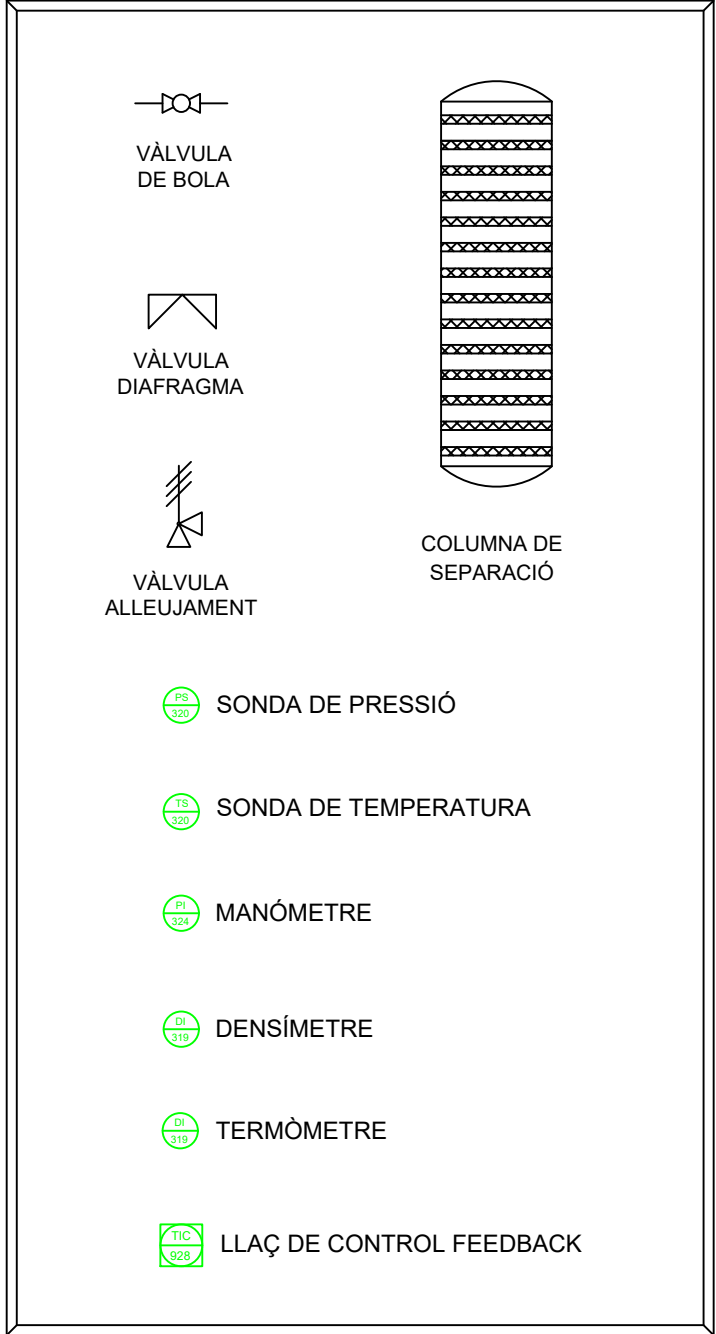 VÀLVULA
DE BOLA
VÀLVULA
DIAFRAGMA
VÀLVULA
ALLEUJAMENT
COLUMNA DE
SEPARACIÓ
PS
320
SONDA DE PRESSIÓ
TS
320
SONDA DE TEMPERATURA
PI
324
MANÓMETRE
DI
319
DENSÍMETRE
DI
319
TERMÒMETRE
TIC
928
LLAÇ DE CONTROL FEEDBACK